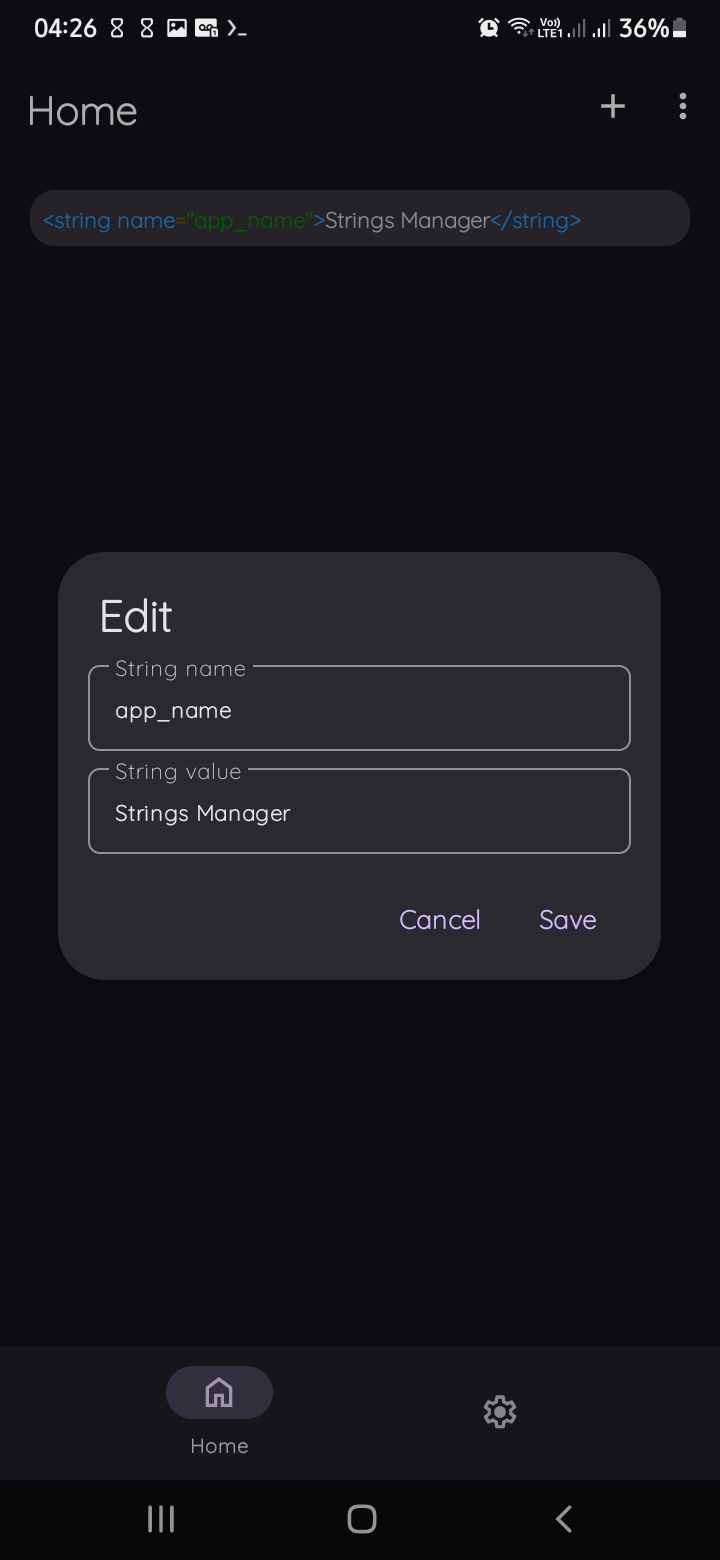 04:26
Vo))
LTE1
36%
Home
<string name="app_name">Strings Manager</string>
Edit
String name
app_name
String value
Strings Manager
Cancel
Save
Home